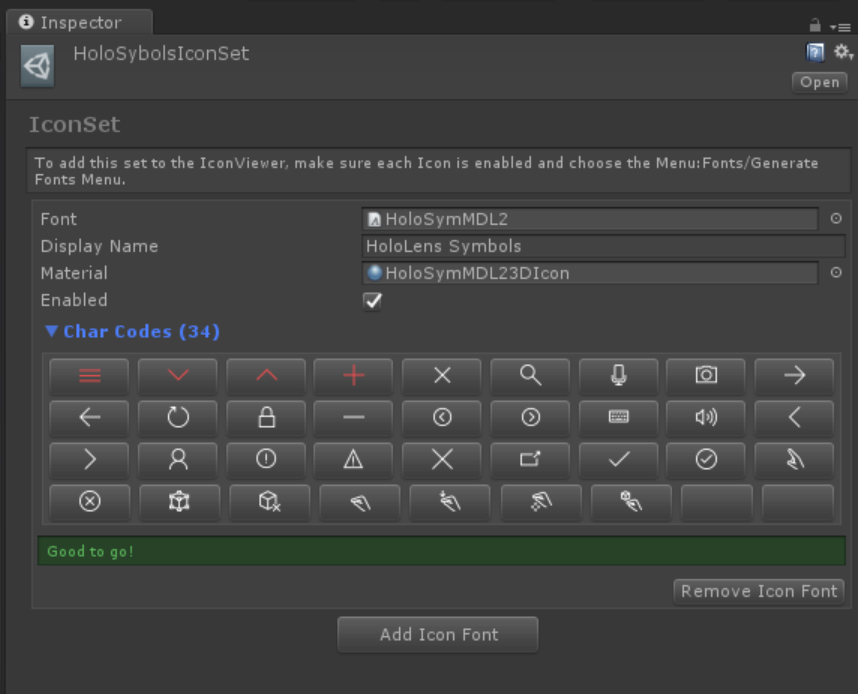 Inspector
HoloSybolsIconSet
Open
IconSet
To add this set to the IconViewer, make sure each Icon is enabled and choose the Menu:Fonts/Generate
Fonts Menu.
Font HoloSymMDL2
Display Name HoloLens Symbols
Material HoloSymMDL23DIcon
Enabled
Char Codes (34)
Good to go!
Remove Icon Font
Add Icon Font